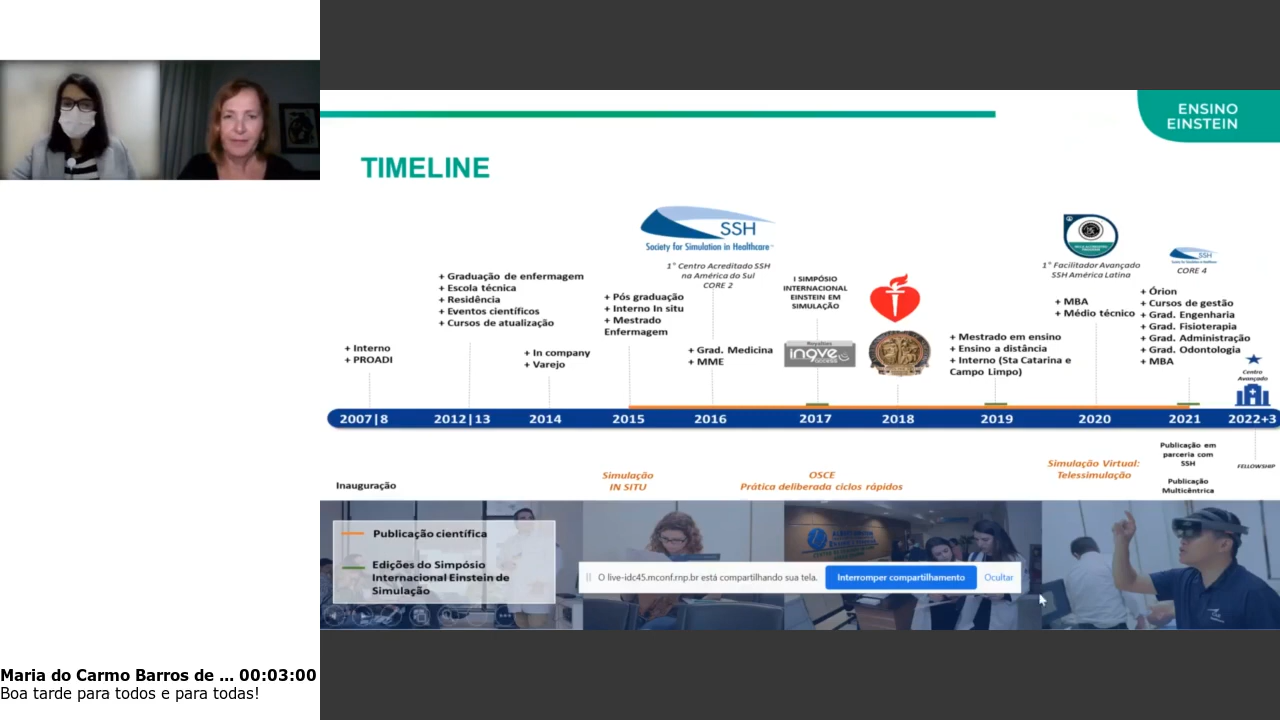 ENSINO
EINSTEIN
TIMELINE
SSH
Society for Simulation in Healthcare
1° Centro Acreditado SSH
na América do Sul
CORE 2
1° Facilitador Avançado
SSH América Latina
CORE 4
+ Interno
+ PROADI
+ Graduação de enfermagem
+ Escola técnica
+ Residência
+ Eventos científicos
+ Cursos de atualização
+ In company
+ Varejo
+ Pós graduação
+ Interno In situ
+ Mestrado
Enfermagem
+ Grad. Medicina
+ MME
I SIMPÓSIO
INTERNACIONAL
EINSTEIN EM
SIMULAÇÃO
+ Mestrado em ensino
+ Ensino a distância
+ Interno (Sta Catarina e
Campo Limpo)
+ MBA
+ Médio técnico
+ Órion
+ Cursos de gestão
+ Grad. Engenharia
+ Grad. Fisioterapia
+ Grad. Administração
+ Grad. Odontologia
+ MBA
Centro
Avançado
2007|8
2012|13
2014
2015
2016
2017
2018
2019
2020
2021
2022+3
Inauguração
Simulação
IN SITU
OSCE
Prática deliberada ciclos rápidos
Simulação Virtual:
Telessimulação
Publicação em
parceria com
SSH
Publicação
Multicêntrica
FELLOWSHIP
Publicação científica
Edições do Simpósio
Internacional Einstein de
Simulação
O live-idc45.mconf.rnp.br está compartilhando sua tela.
Interromper compartilhamento
Ocultar
Maria do Carmo Barros de ... 00:03:00
Boa tarde para todos e para todas!